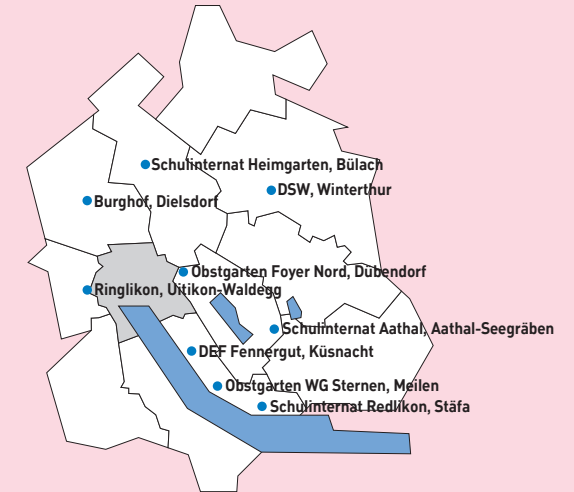 Schulinternat Heimgarten, Bülach
DSW, Winterthur
Burghof, Dielsdorf
Obstgarten Foyer Nord, Dübendorf
Ringlikon, Uitikon-Waldegg
Schulinternat Aathal, Aathal-Seegräben
DEF Fennergut, Küsnacht
Obstgarten WG Sternen, Meilen
Schulinternat Redlikon, Stäfa